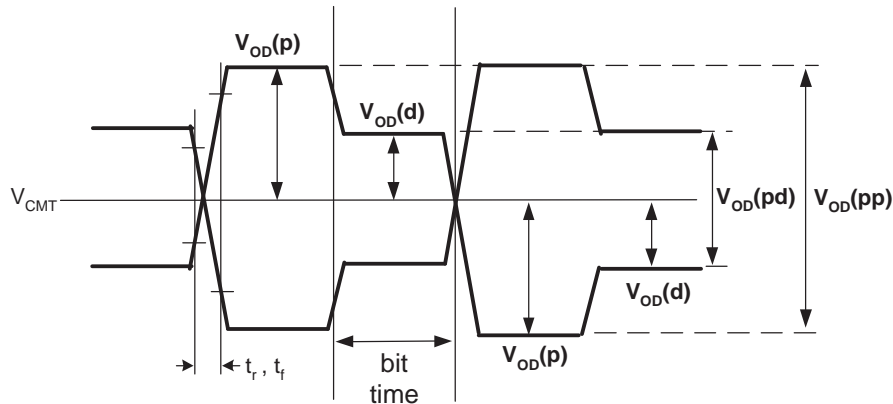 V_OD(p)
V_OD(d)
V_CMT
V_OD(pd)
V_OD(pp)
V_OD(d)
V_OD(p)
t_r , t_f
bit
time